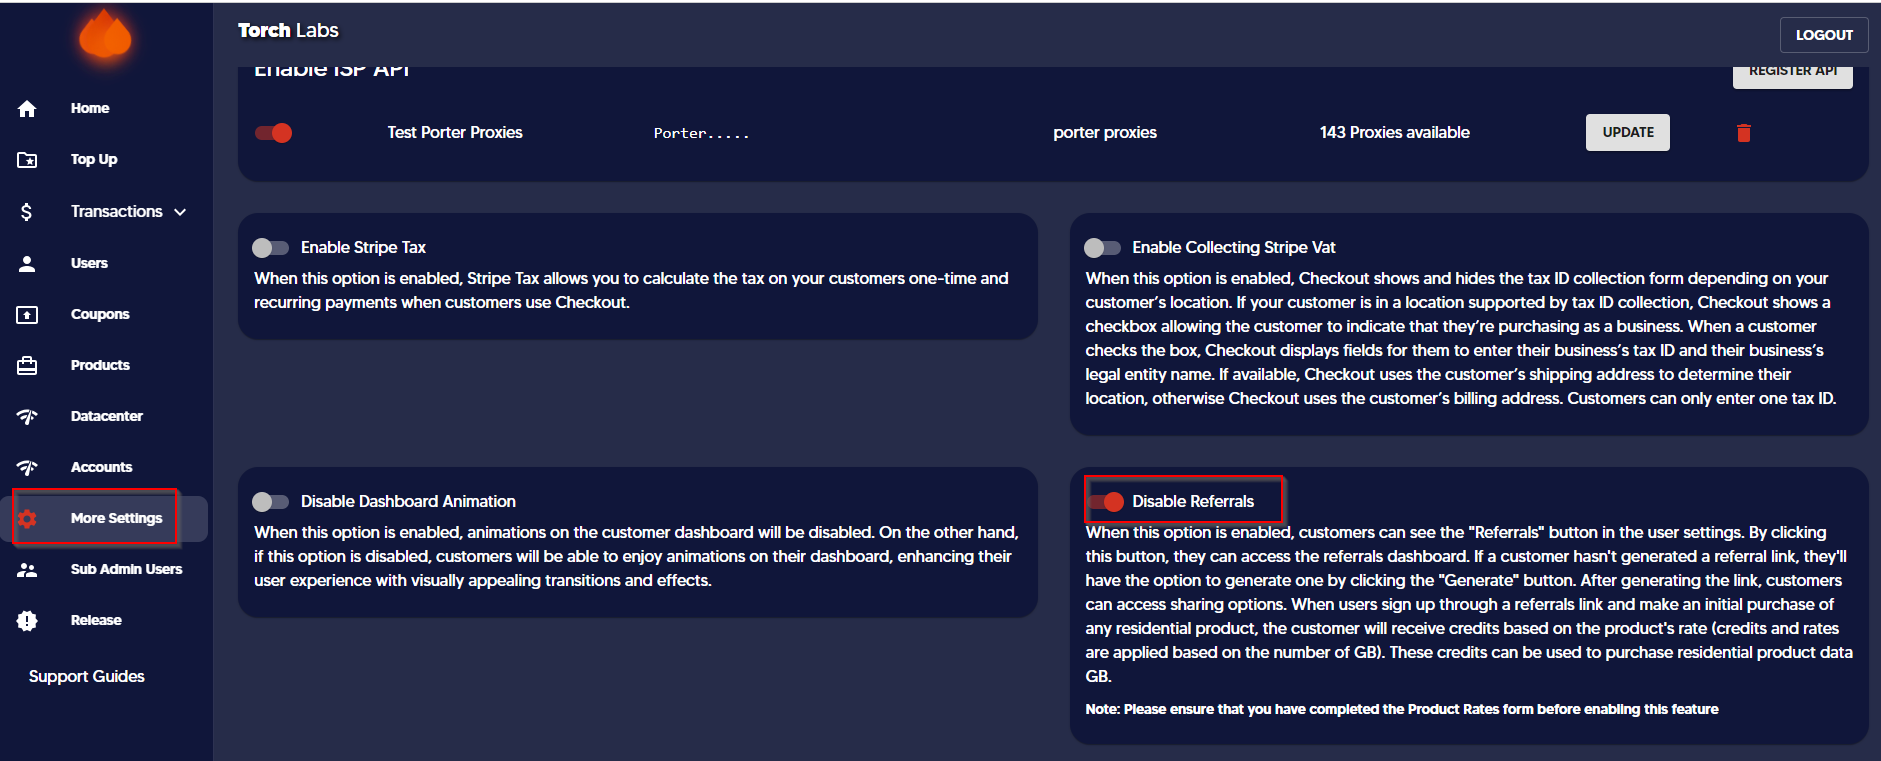 Torch Labs
LOGOUT
Home
Top Up
Transactions
Users
Coupons
Products
Datacenter
Accounts
More Settings
Sub Admin Users
Release
Support Guides
Enable ISP API
REGISTER API
Test Porter Proxies
Porter.....
porter proxies
143 Proxies available
UPDATE
Enable Stripe Tax
When this option is enabled, Stripe Tax allows you to calculate the tax on your customers one-time and
recurring payments when customers use Checkout.
Enable Collecting Stripe Vat
When this option is enabled, Checkout shows and hides the tax ID collection form depending on your
customer’s location. If your customer is in a location supported by tax ID collection, Checkout shows a
checkbox allowing the customer to indicate that they’re purchasing as a business. When a customer
checks the box, Checkout displays fields for them to enter their business’s tax ID and their business’s
legal entity name. If available, Checkout uses the customer’s shipping address to determine their
location, otherwise Checkout uses the customer’s billing address. Customers can only enter one tax ID.
Disable Dashboard Animation
When this option is enabled, animations on the customer dashboard will be disabled. On the other hand,
if this option is disabled, customers will be able to enjoy animations on their dashboard, enhancing their
user experience with visually appealing transitions and effects.
Disable Referrals
When this option is enabled, customers can see the "Referrals" button in the user settings. By clicking
this button, they can access the referrals dashboard. If a customer hasn't generated a referral link, they'll
have the option to generate one by clicking the "Generate" button. After generating the link, customers
can access sharing options. When users sign up through a referrals link and make an initial purchase of
any residential product, the customer will receive credits based on the product's rate (credits and rates
are applied based on the number of GB). These credits can be used to purchase residential product data
GB.
Note: Please ensure that you have completed the Product Rates form before enabling this feature